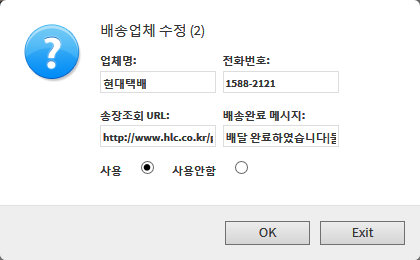 배송업체 수정 (2)
업체명: 전화번호:
현대택배 1588-2121
송장조회 URL: 배송완료 메시지:
http://www.hlc.co.kr/ 배달 완료하였습니다|
사용 사용안함
OK Exit